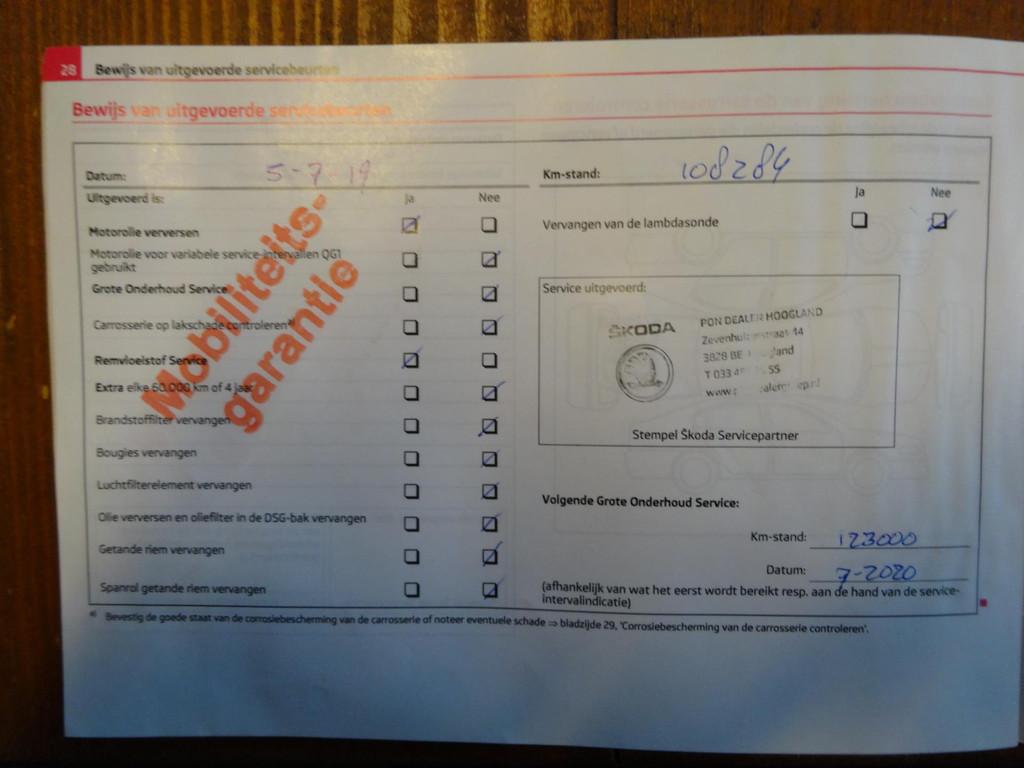 28 Bewijs van uitgevoerde servicebeurten
Bewijs van uitgevoerde servicebeurten
Datum: 5-7-19
Uitgevoerd is: Ja Nee
Motorolie verversen
Motorolie voor variabele service-intervallen QG1
gebruikt
Grote Onderhoud Service
Carrosserie op lakschade controleren a)
Remvloeistof Service
Extra elke 60.000 km of 4 jaar
Brandstoffilter vervangen
Bougies vervangen
Luchtfilterelement vervangen
Olie verversen en oliefilter in de DSG-bak vervangen
Getande riem vervangen
Spanrol getande riem vervangen
Mobiliteits-
garantie
Km-stand: 108284
Ja Nee
Vervangen van de lambdasonde
Service uitgevoerd:
ŠKODA
PON DEALER HOOGLAND
44
3828 BE
T 033 55
www.
Stempel Škoda Servicepartner
Volgende Grote Onderhoud Service:
Km-stand: 123000
Datum: 7-2020
(afhankelijk van wat het eerst wordt bereikt resp. aan de hand van de service-
intervalindicatie)
a) Bevestig de goede staat van de corrosiebescherming van de carrosserie of noteer eventuele schade ⇒ bladzijde 29, 'Corrosiebescherming van de carrosserie controleren'.